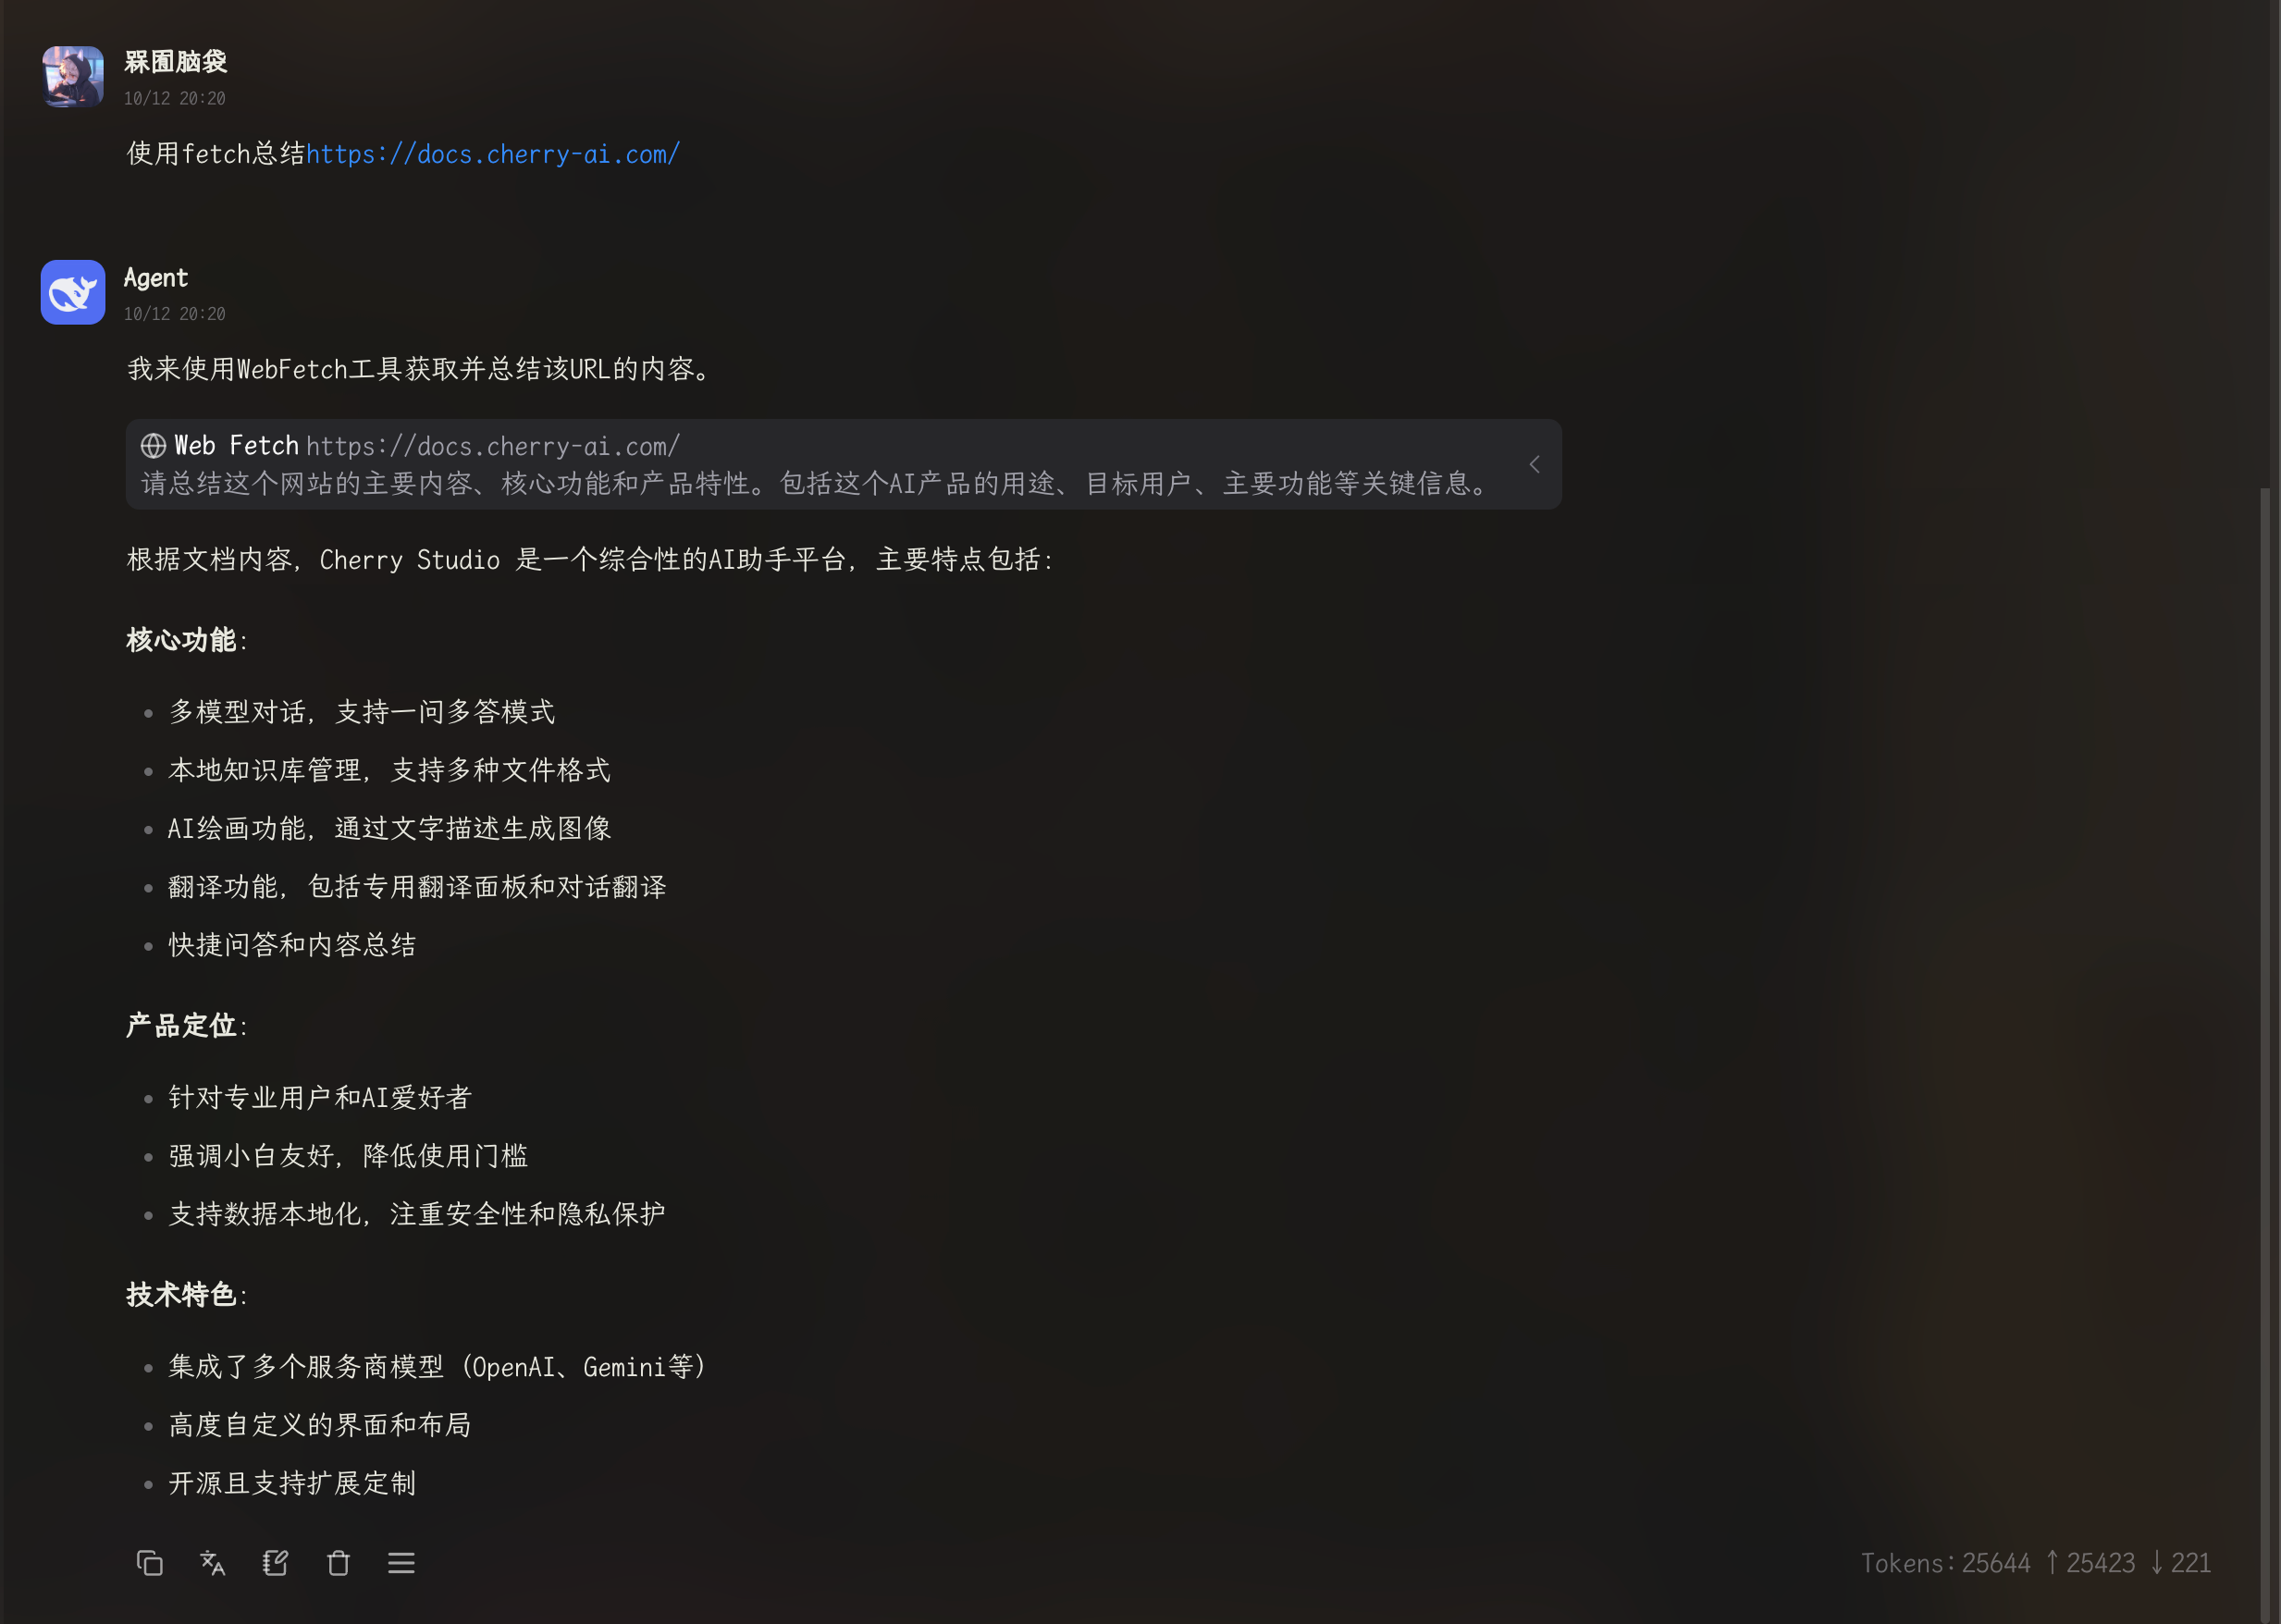 槑囿脑袋
10/12 20:20
使用fetch总结https://docs.cherry-ai.com/
Agent
10/12 20:20
我来使用WebFetch工具获取并总结该URL的内容。
Web Fetch https://docs.cherry-ai.com/
请总结这个网站的主要内容、核心功能和产品特性。包括这个AI产品的用途、目标用户、主要功能等关键信息。
根据文档内容，Cherry Studio 是一个综合性的AI助手平台，主要特点包括：
核心功能：
多模型对话，支持一问多答模式
本地知识库管理，支持多种文件格式
AI绘画功能，通过文字描述生成图像
翻译功能，包括专用翻译面板和对话翻译
快捷问答和内容总结
产品定位：
针对专业用户和AI爱好者
强调小白友好，降低使用门槛
支持数据本地化，注重安全性和隐私保护
技术特色：
集成了多个服务商模型（OpenAI、Gemini等）
高度自定义的界面和布局
开源且支持扩展定制
Tokens:25644 ↑25423 ↓221